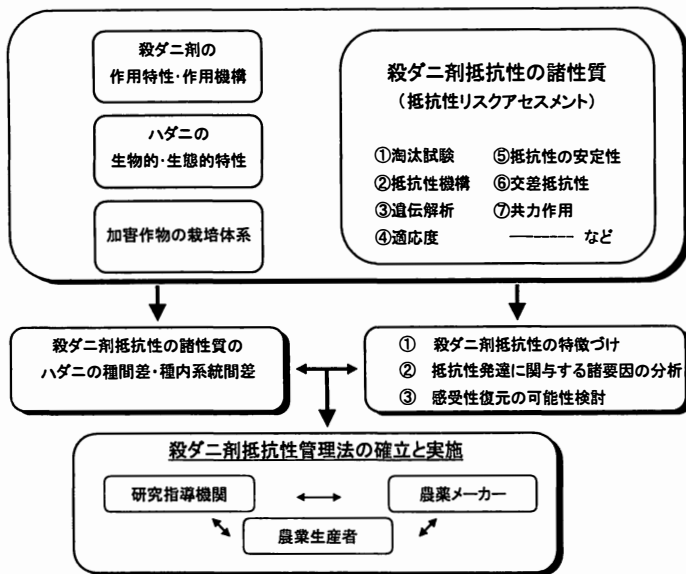 殺ダニ剤の
作用特性・作用機構
ハダニの
生物的・生態的特性
加害作物の栽培体系
殺ダニ剤抵抗性の諸性質
（抵抗性リスクアセスメント）
①淘汰試験
②抵抗性機構
③遺伝解析
④適応度
⑤抵抗性の安定性
⑥交差抵抗性
⑦共力作用
──────── など
殺ダニ剤抵抗性の諸性質の
ハダニの種間差・種内系統間差
① 殺ダニ剤抵抗性の特徴づけ
② 抵抗性発達に関与する諸要因の分析
③ 感受性復元の可能性検討
殺ダニ剤抵抗性管理法の確立と実施
研究指導機関
農薬メーカー
農業生産者